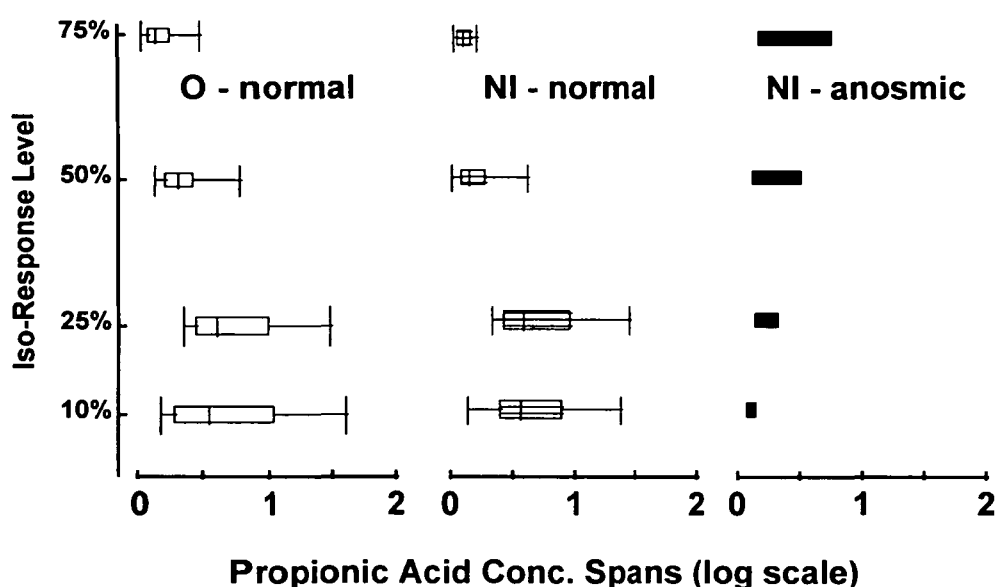 75%
O - normal NI - normal NI - anosmic
50%
25%
10%
Iso-Response Level
0 1 2 0 1 2 0 1 2
Propionic Acid Conc. Spans (log scale)